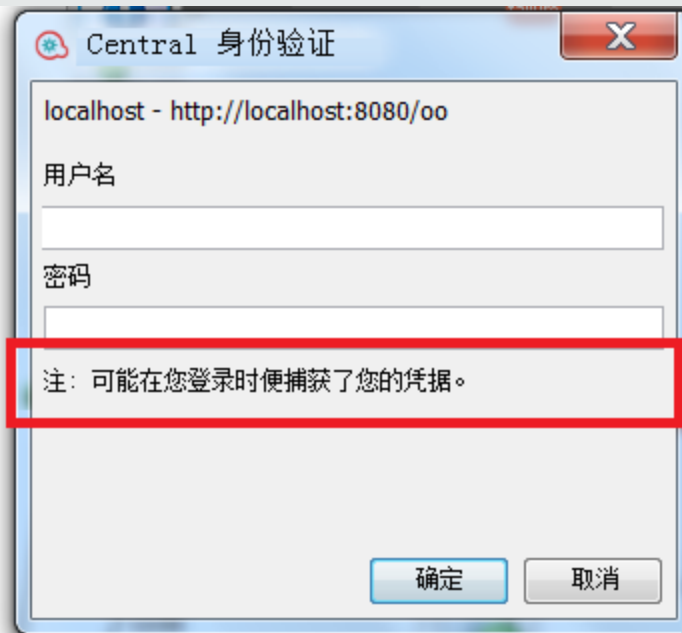 Central 身份验证
localhost - http://localhost:8080/oo
用户名
密码
注: 可能在您登录时便捕获了您的凭据。
确定
取消